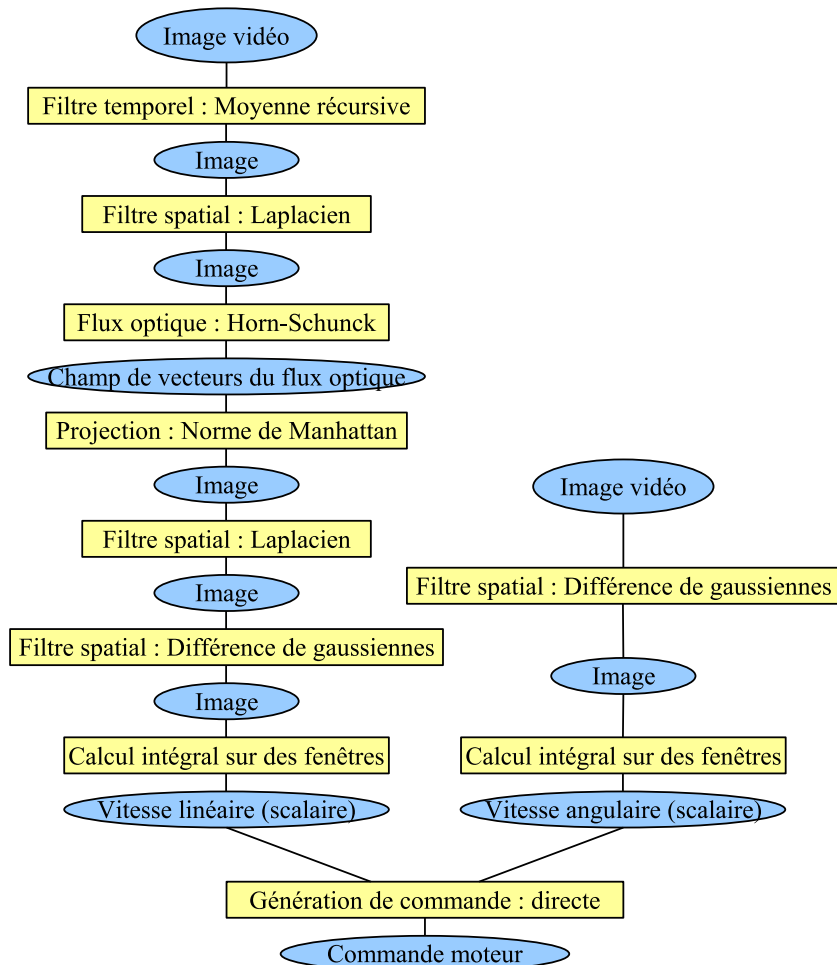 Image vidéo
Filtre temporel : Moyenne récursive
Image
Filtre spatial : Laplacien
Image
Flux optique : Horn-Schunck
Champ de vecteurs du flux optique
Projection : Norme de Manhattan
Image
Filtre spatial : Laplacien
Image
Filtre spatial : Différence de gaussiennes
Image
Calcul intégral sur des fenêtres
Vitesse linéaire (scalaire)
Image vidéo
Filtre spatial : Différence de gaussiennes
Image
Calcul intégral sur des fenêtres
Vitesse angulaire (scalaire)
Génération de commande : directe
Commande moteur